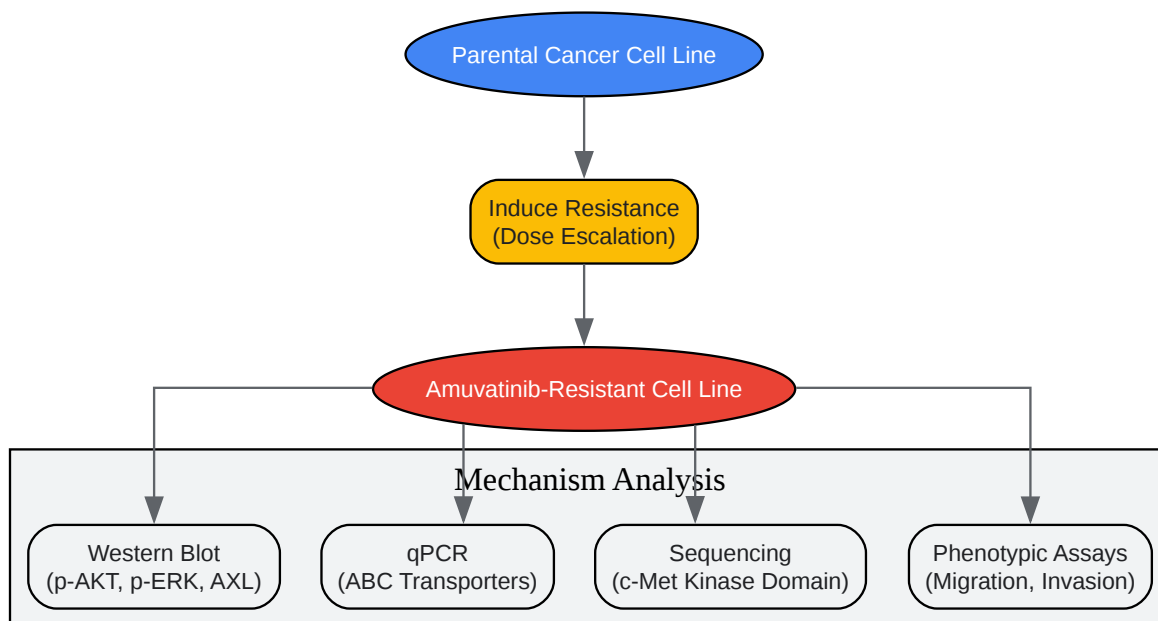 Parental Cancer Cell Line
Induce Resistance
(Dose Escalation)
Amuvatinib-Resistant Cell Line
Mechanism Analysis
Western Blot
(p-AKT, p-ERK, AXL)
qPCR
(ABC Transporters)
Sequencing
(c-Met Kinase Domain)
Phenotypic Assays
(Migration, Invasion)